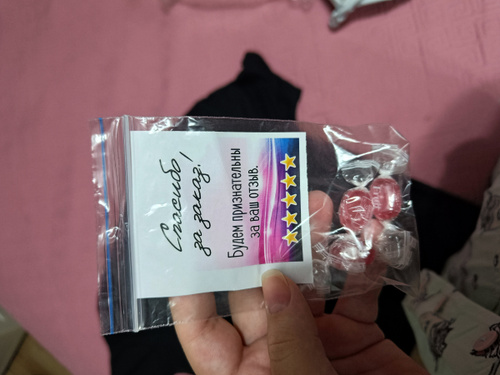 Спасибо
за заказ!
Будем признательны
за ваш отзыв.